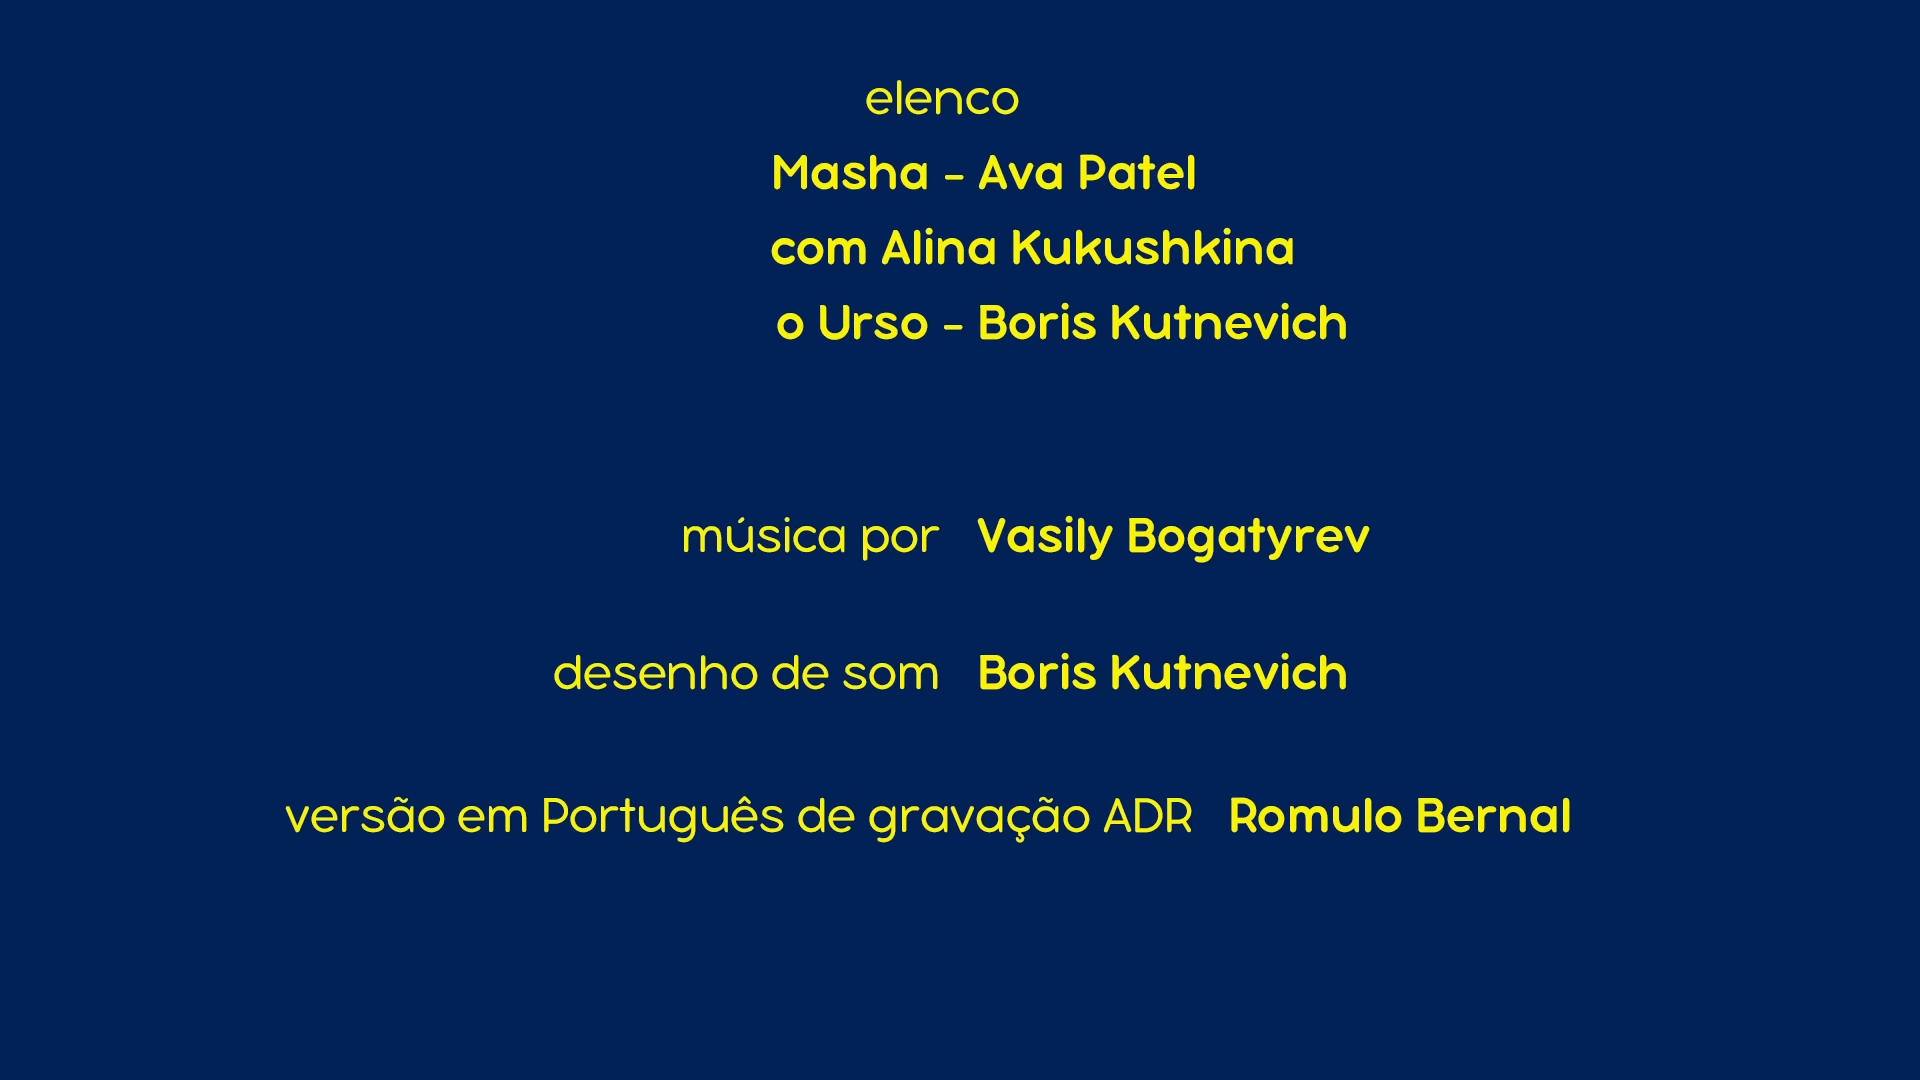 elenco
Masha - Ava Patel
com Alina Kukushkina
o Urso - Boris Kutnevich
música por Vasily Bogatyrev
desenho de som Boris Kutnevich
versão em Português de gravação ADR Romulo Bernal